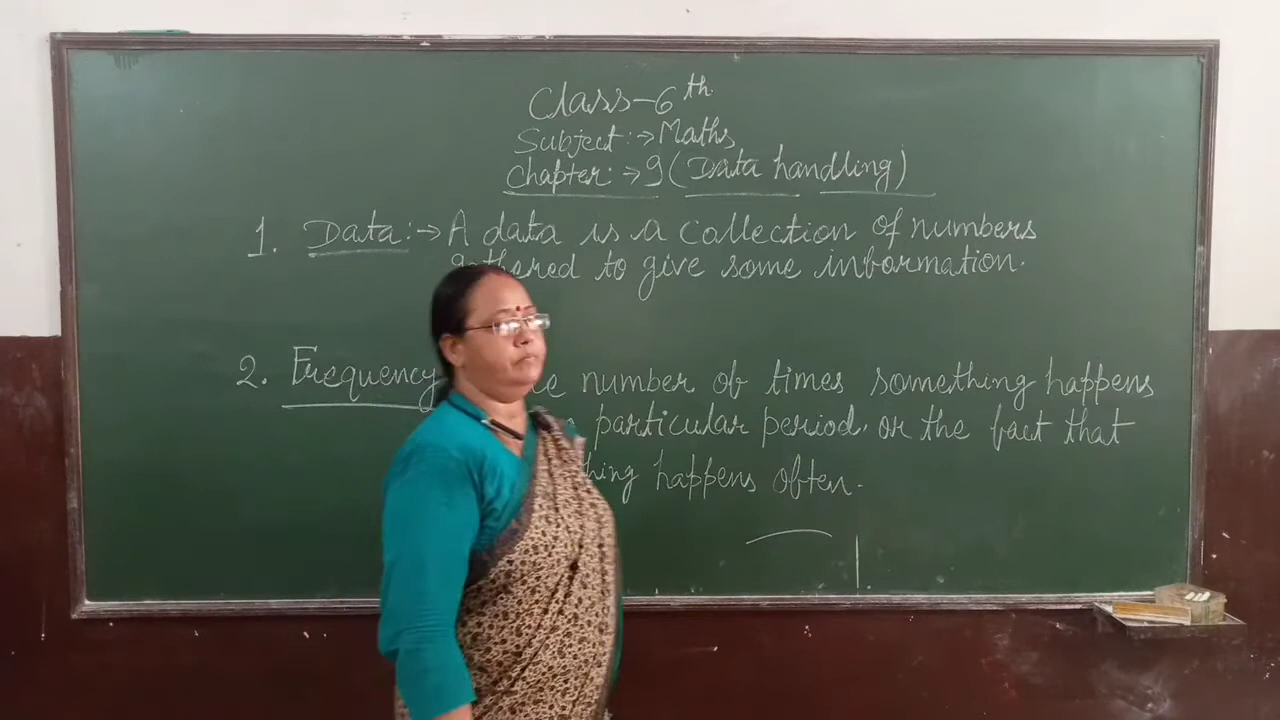 Class-6th.
Subject:→Maths
Chapter:→9(Data handling)
1. Data:→A data is a collection of numbers
gathered to give some information.
2. Frequency number of times something happens
particular period, or the fact that
happens often.